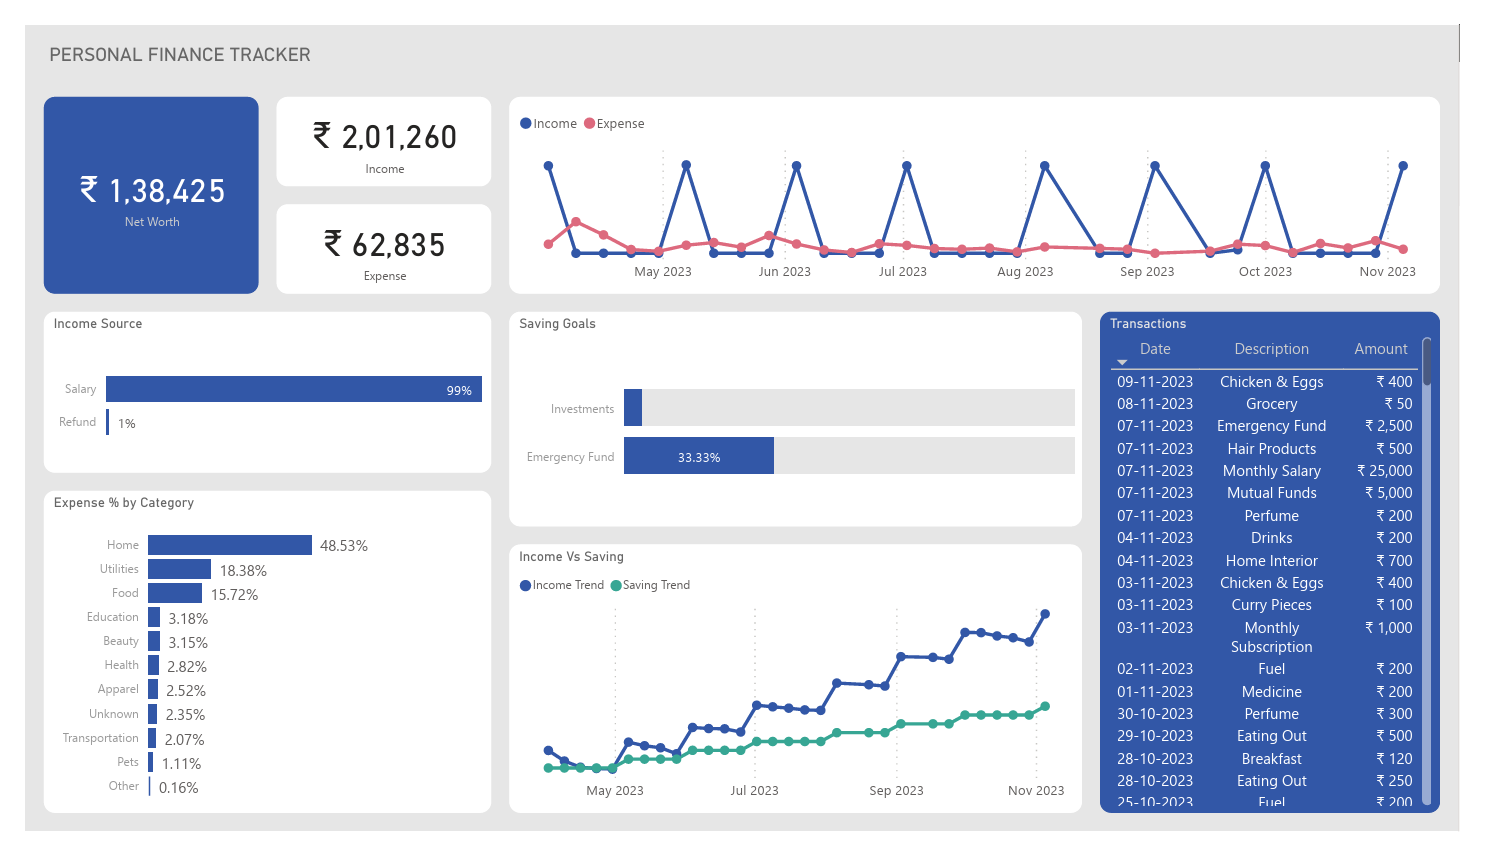 PERSONAL FINANCE TRACKER
₹ 1,38,425
Net Worth
₹ 2,01,260
Income
₹ 62,835
Expense
Income Expense
May 2023 Jun 2023 Jul 2023 Aug 2023 Sep 2023 Oct 2023 Nov 2023
Income Source
Salary 99%
Refund 1%
Expense % by Category
Home 48.53%
Utilities 18.38%
Food 15.72%
Education 3.18%
Beauty 3.15%
Health 2.82%
Apparel 2.52%
Unknown 2.35%
Transportation 2.07%
Pets 1.11%
Other 0.16%
Saving Goals
Investments
Emergency Fund 33.33%
Income Vs Saving
Income Trend Saving Trend
May 2023 Jul 2023 Sep 2023 Nov 2023
Transactions
Date Description Amount
09-11-2023 Chicken & Eggs ₹ 400
08-11-2023 Grocery ₹ 50
07-11-2023 Emergency Fund ₹ 2,500
07-11-2023 Hair Products ₹ 500
07-11-2023 Monthly Salary ₹ 25,000
07-11-2023 Mutual Funds ₹ 5,000
07-11-2023 Perfume ₹ 200
04-11-2023 Drinks ₹ 200
04-11-2023 Home Interior ₹ 700
03-11-2023 Chicken & Eggs ₹ 400
03-11-2023 Curry Pieces ₹ 100
03-11-2023 Monthly ₹ 1,000
Subscription
02-11-2023 Fuel ₹ 200
01-11-2023 Medicine ₹ 200
30-10-2023 Perfume ₹ 300
29-10-2023 Eating Out ₹ 500
28-10-2023 Breakfast ₹ 120
28-10-2023 Eating Out ₹ 250
25-10-2023 Fuel ₹ 200